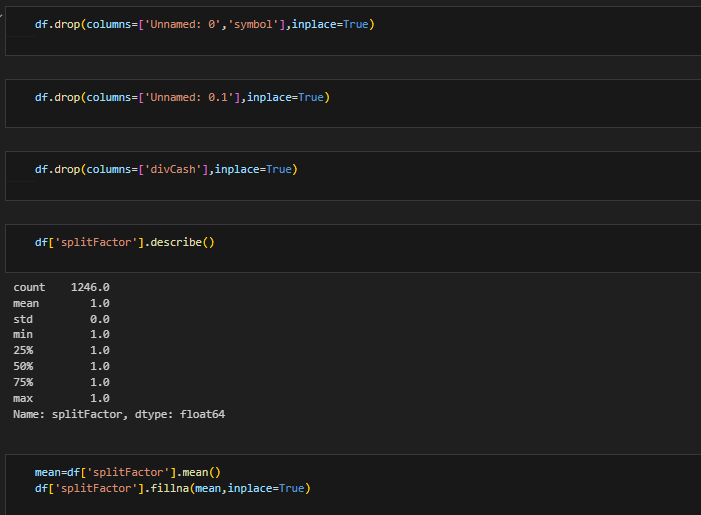 df.drop(columns=['Unnamed: 0','symbol'],inplace=True)
df.drop(columns=['Unnamed: 0.1'],inplace=True)
df.drop(columns=['divCash'],inplace=True)
df['splitFactor'].describe()
count    1246.0
mean        1.0
std         0.0
min         1.0
25%         1.0
50%         1.0
75%         1.0
max         1.0
Name: splitFactor, dtype: float64
mean=df['splitFactor'].mean()
df['splitFactor'].fillna(mean,inplace=True)